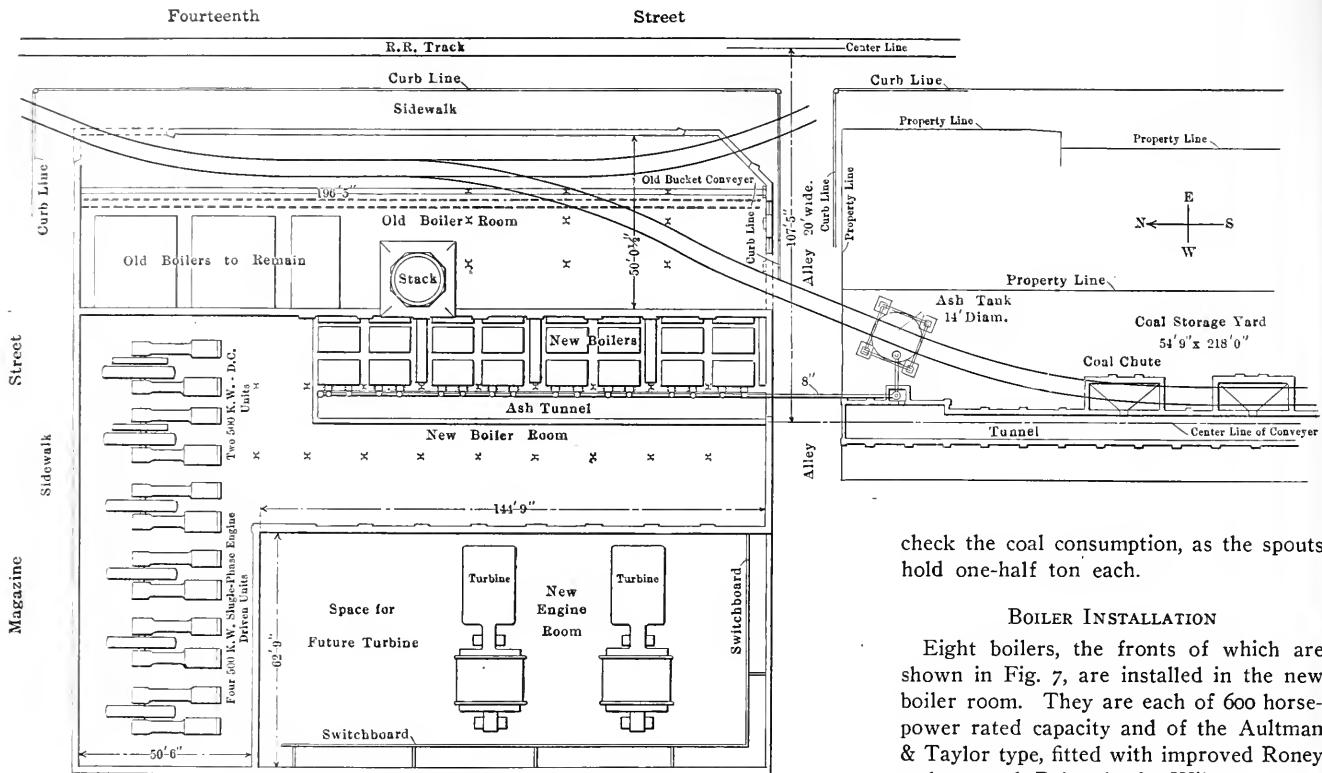 Fourteenth Street
R.R. Track
Center Line
Curb Line
Curb Line
Sidewalk
Property Line
Property Line
Curb Line
196'5"
Old Bucket Conveyer
Old Boiler Room
50'0½"
Curb Line
Alley 20' wide.
107'5"
Curb Line
Property Line
E
N S
W
Old Boilers to Remain
Stack
Property Line
Ash Tank
14' Diam.
Coal Storage Yard
54'9" x 218'0"
Coal Chute
New Boilers
8"
Ash Tunnel
New Boiler Room
Tunnel
Center Line of Conveyer
Alley
Magazine Street
Sidewalk
Two 500 K.W. - D.C.
Units
Four 500 K.W. Slugle-Phase Engine
Driven Units
144'9"
Space for
Future Turbine
Turbine
New
Engine
Room
Turbine
Switchboard
62'9"
Switchboard
50'6"
check the coal consumption, as the spouts
hold one-half ton each.
BOILER INSTALLATION
Eight boilers, the fronts of which are
shown in Fig. 7, are installed in the new
boiler room. They are each of 600 horse-
power rated capacity and of the Aultman
& Taylor type, fitted with improved Roney